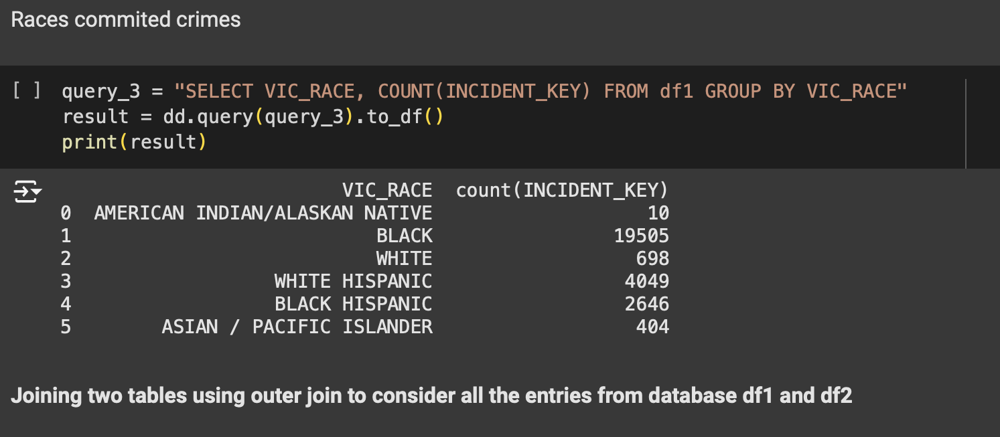 Races commited crimes
[ ] query_3 = "SELECT VIC_RACE, COUNT(INCIDENT_KEY) FROM df1 GROUP BY VIC_RACE"
result = dd.query(query_3).to_df()
print(result)
VIC_RACE count(INCIDENT_KEY)
0 AMERICAN INDIAN/ALASKAN NATIVE 10
1 BLACK 19505
2 WHITE 698
3 WHITE HISPANIC 4049
4 BLACK HISPANIC 2646
5 ASIAN / PACIFIC ISLANDER 404
Joining two tables using outer join to consider all the entries from database df1 and df2